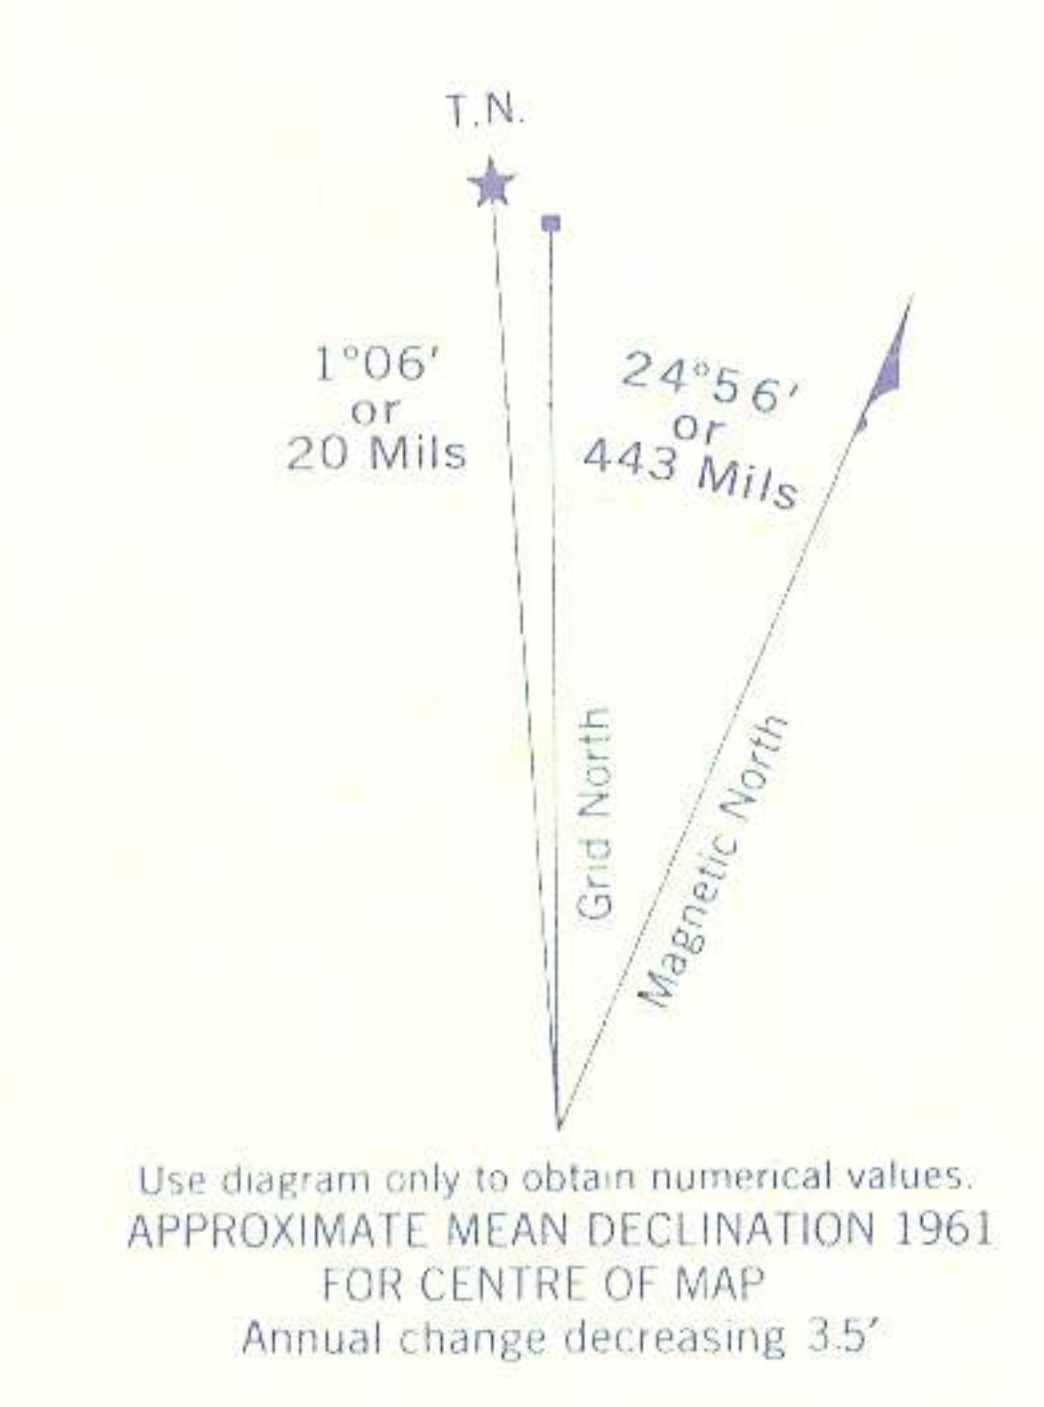 T.N.
1°06′
or
20 Mils
24°56′
or
443 Mils
Grid North
Magnetic North
Use diagram only to obtain numerical values.
APPROXIMATE MEAN DECLINATION 1961
FOR CENTRE OF MAP
Annual change decreasing 3.5′